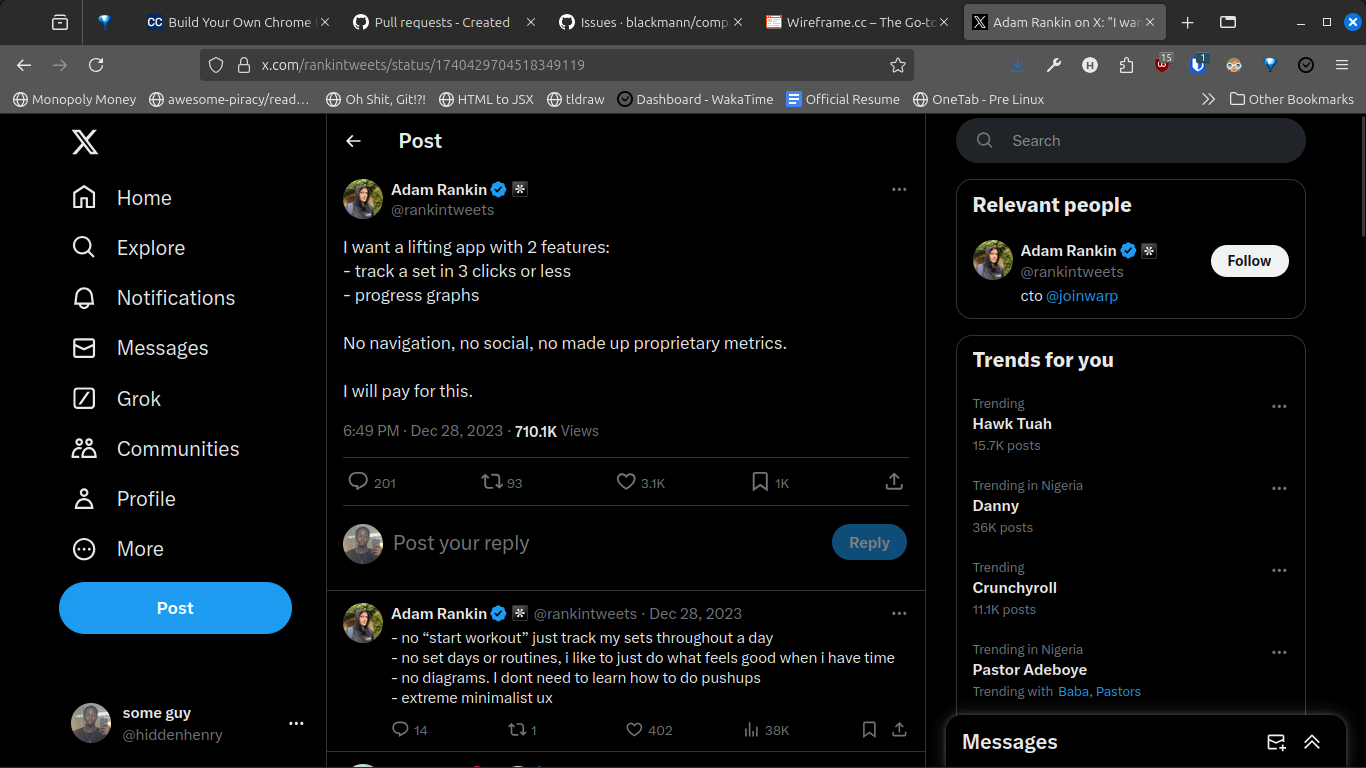 Build Your Own Chrome
Pull requests · Created
Issues · blackmann/comp
Wireframe.cc – The Go-to
Adam Rankin on X: "I wan
x.com/rankintweets/status/1740429704518349119
15
1
Monopoly Money
awesome-piracy/read...
Oh Shit, Git!?!
HTML to JSX
tldraw
Dashboard - WakaTime
Official Resume
OneTab - Pre Linux
Other Bookmarks
Home
Explore
Notifications
Messages
Grok
Communities
Profile
More
Post
some guy
@hiddenhenry
Post
Adam Rankin
@rankintweets
I want a lifting app with 2 features:
- track a set in 3 clicks or less
- progress graphs
No navigation, no social, no made up proprietary metrics.
I will pay for this.
6:49 PM · Dec 28, 2023 · 710.1K Views
201 93 3.1K 1K
Post your reply
Reply
Adam Rankin @rankintweets · Dec 28, 2023
- no “start workout” just track my sets throughout a day
- no set days or routines, i like to just do what feels good when i have time
- no diagrams. I dont need to learn how to do pushups
- extreme minimalist ux
14 1 402 38K
Search
Relevant people
Adam Rankin
@rankintweets
Follow
cto @joinwarp
Trends for you
Trending
Hawk Tuah
15.7K posts
Trending in Nigeria
Danny
36K posts
Trending
Crunchyroll
11.1K posts
Trending in Nigeria
Pastor Adeboye
Trending with Baba, Pastors
Messages